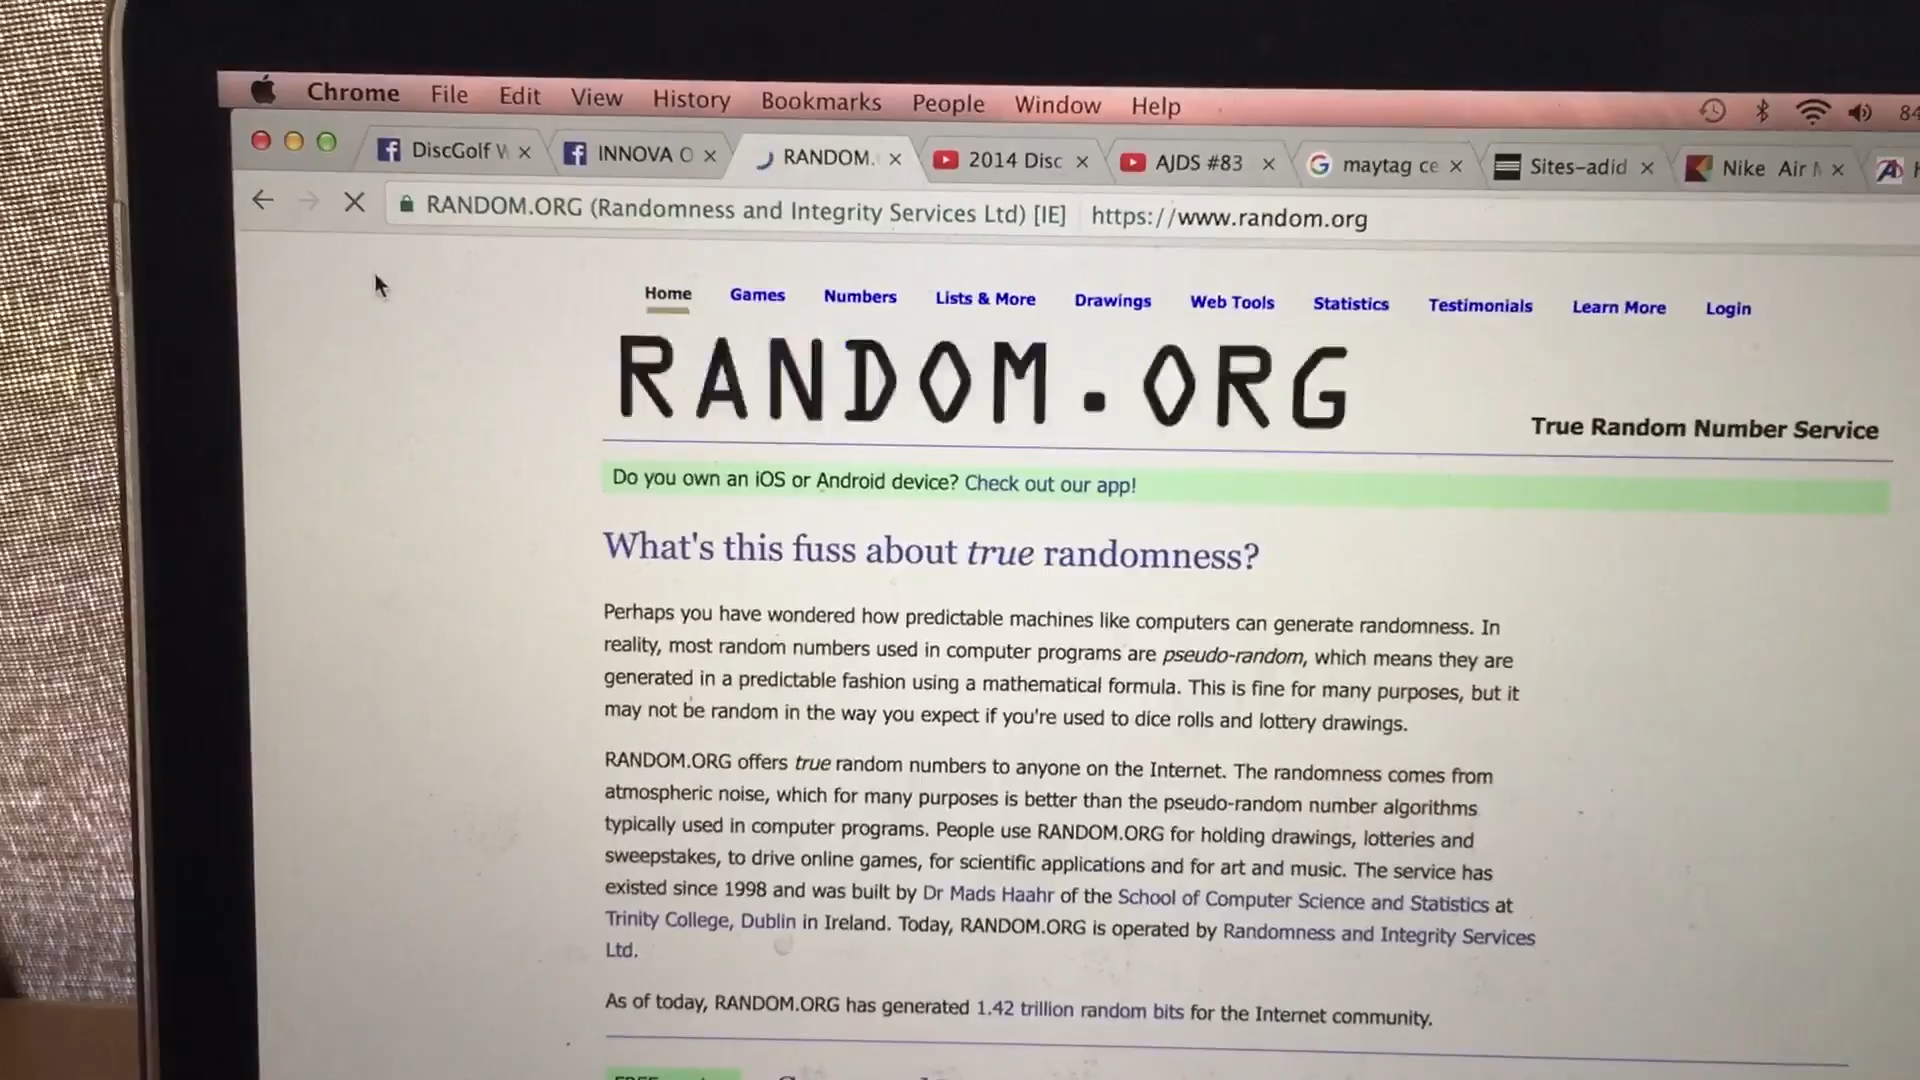 Chrome File Edit View History Bookmarks People Window Help
DiscGolf INNOVA RANDOM. 2014 Disc AJDS #83 maytag ce Sites-adid Nike Air
RANDOM.ORG (Randomness and Integrity Services Ltd) [IE] https://www.random.org
Home Games Numbers Lists & More Drawings Web Tools Statistics Testimonials Learn More Login
RANDOM.ORG
True Random Number Service
Do you own an iOS or Android device? Check out our app!
What's this fuss about true randomness?
Perhaps you have wondered how predictable machines like computers can generate randomness. In
reality, most random numbers used in computer programs are pseudo-random, which means they are
generated in a predictable fashion using a mathematical formula. This is fine for many purposes, but it
may not be random in the way you expect if you're used to dice rolls and lottery drawings.
RANDOM.ORG offers true random numbers to anyone on the Internet. The randomness comes from
atmospheric noise, which for many purposes is better than the pseudo-random number algorithms
typically used in computer programs. People use RANDOM.ORG for holding drawings, lotteries and
sweepstakes, to drive online games, for scientific applications and for art and music. The service has
existed since 1998 and was built by Dr Mads Haahr of the School of Computer Science and Statistics at
Trinity College, Dublin in Ireland. Today, RANDOM.ORG is operated by Randomness and Integrity Services
Ltd.
As of today, RANDOM.ORG has generated 1.42 trillion random bits for the Internet community.